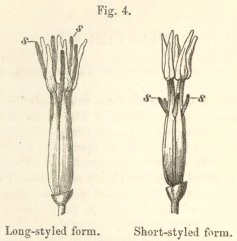 Fig. 4.
s s
s s
Long-styled form. Short-styled form.